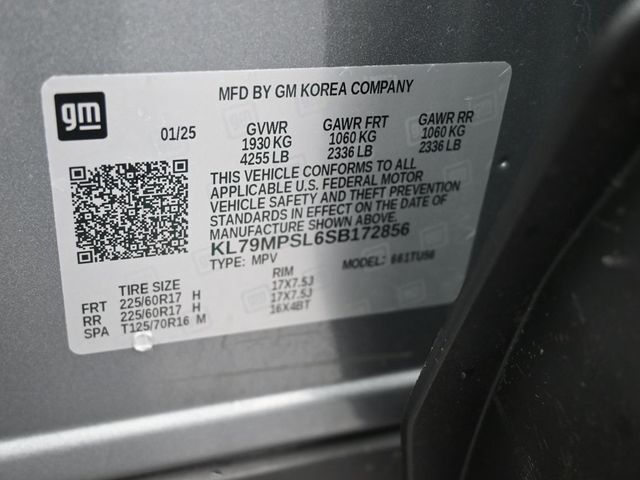 gm
MFD BY GM KOREA COMPANY
01/25 GVWR GAWR FRT GAWR RR
1930 KG 1060 KG 1060 KG
4255 LB 2336 LB 2336 LB
THIS VEHICLE CONFORMS TO ALL
APPLICABLE U.S. FEDERAL MOTOR
VEHICLE SAFETY AND THEFT PREVENTION
STANDARDS IN EFFECT ON THE DATE OF
MANUFACTURE SHOWN ABOVE.
KL79MPSL6SB172856
TYPE: MPV MODEL: 661TU56
TIRE SIZE RIM
FRT 225/60R17 H 17X7.5J
RR 225/60R17 H 17X7.5J
SPA T125/70R16 M 16X4BT